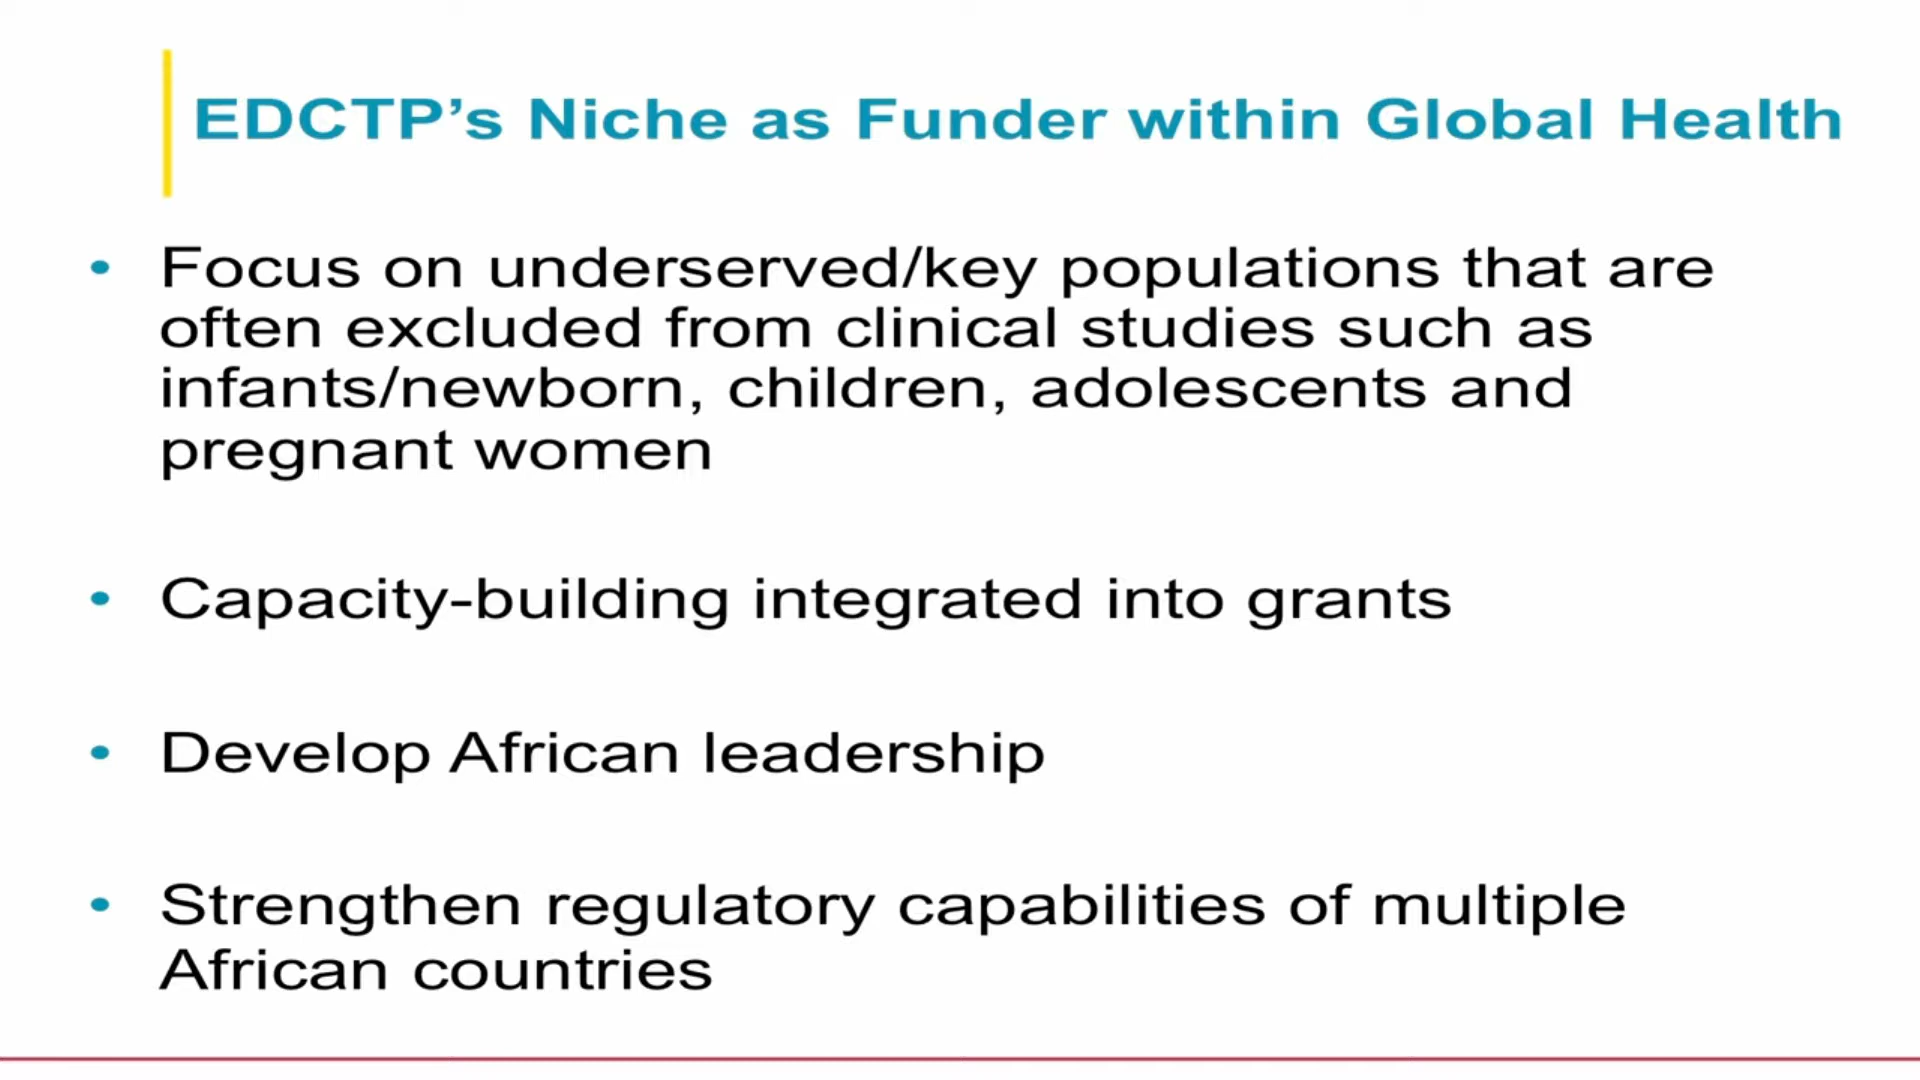 EDCTP’s Niche as Funder within Global Health
• Focus on underserved/key populations that are
often excluded from clinical studies such as
infants/newborn, children, adolescents and
pregnant women
• Capacity-building integrated into grants
• Develop African leadership
• Strengthen regulatory capabilities of multiple
African countries